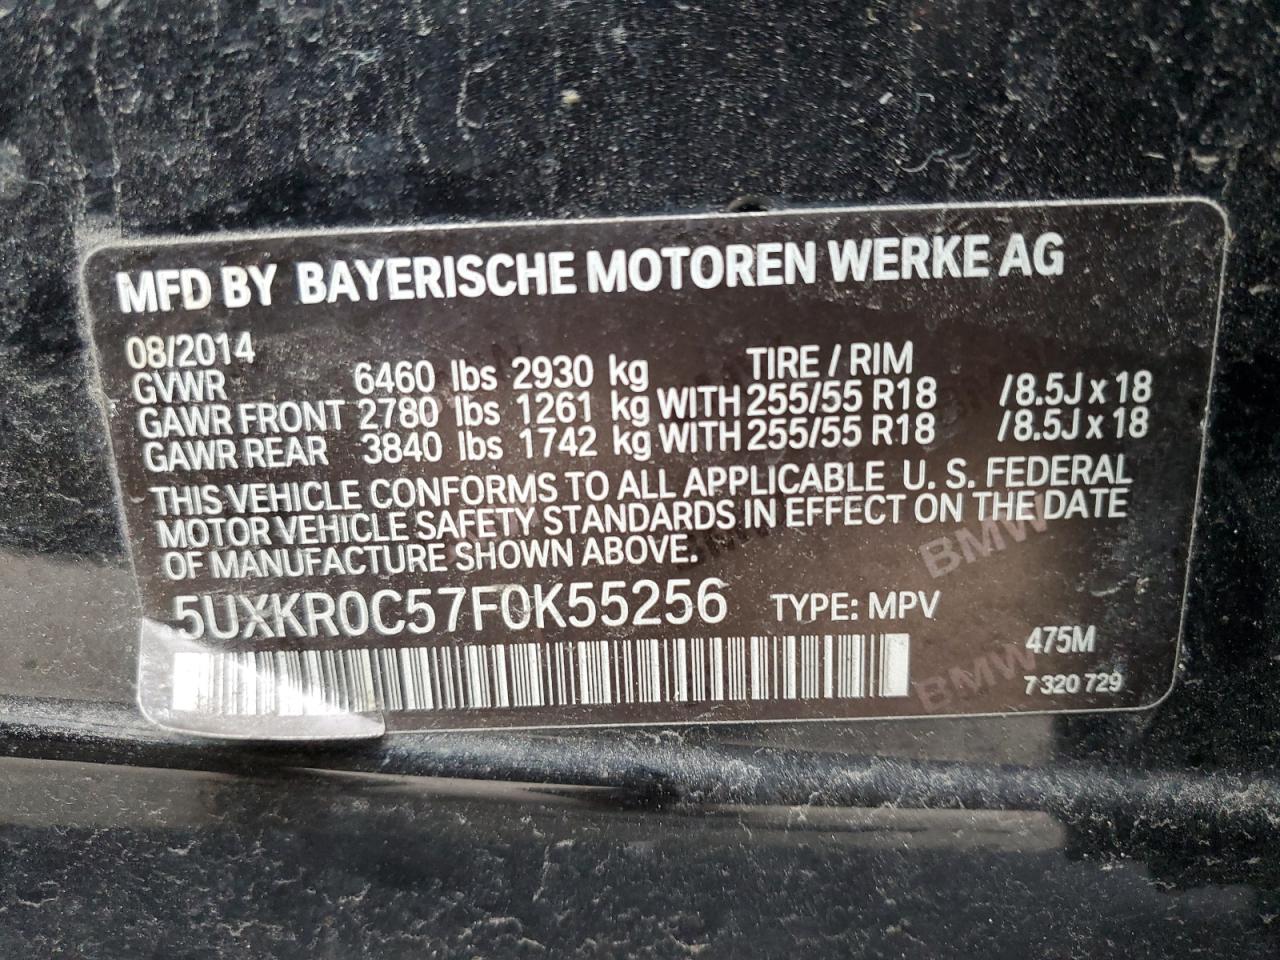 MFD BY BAYERISCHE MOTOREN WERKE AG
08/2014 TIRE / RIM
GVWR 6460 lbs 2930 kg
GAWR FRONT 2780 lbs 1261 kg WITH 255/55 R18 /8.5J x 18
GAWR REAR 3840 lbs 1742 kg WITH 255/55 R18 /8.5J x 18
THIS VEHICLE CONFORMS TO ALL APPLICABLE U. S. FEDERAL
MOTOR VEHICLE SAFETY STANDARDS IN EFFECT ON THE DATE
OF MANUFACTURE SHOWN ABOVE.
BMW
BMW
5UXKR0C57F0K55256 TYPE: MPV
475M
BMW
7 320 729